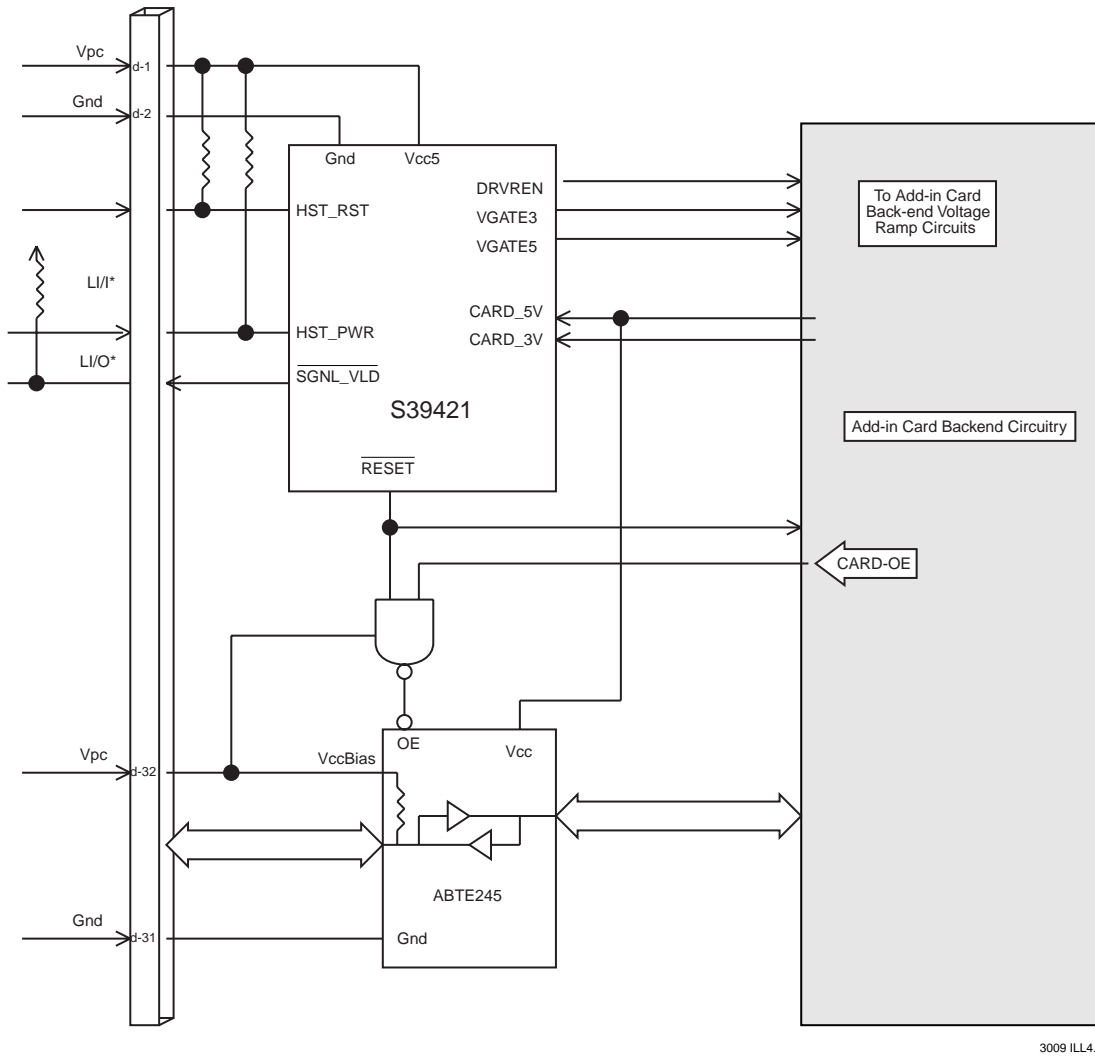 Vpc
d-1
Gnd
d-2
Gnd
Vcc5
DRVREN
To Add-in Card
Back-end Voltage
Ramp Circuits
HST_RST
VGATE3
VGATE5
LI/I*
CARD_5V
HST_PWR
CARD_3V
LI/O*
SGNL_VLD
S39421
Add-in Card Backend Circuitry
RESET
CARD-OE
OE
Vcc
Vpc
d-32
VccBias
ABTE245
Gnd
d-31
Gnd
3009 ILL4.